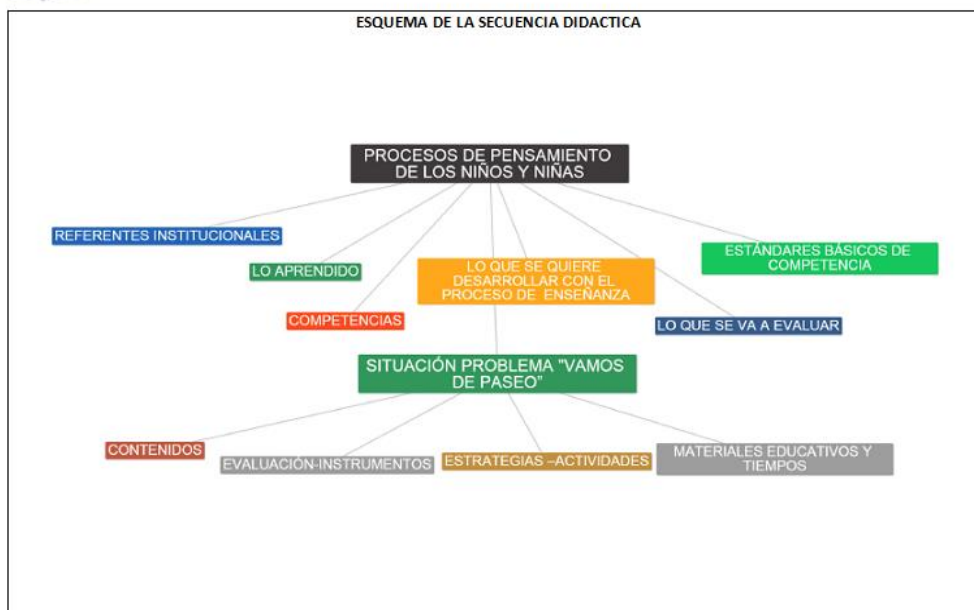 ESQUEMA DE LA SECUENCIA DIDACTICA
PROCESOS DE PENSAMIENTO
DE LOS NIÑOS Y NIÑAS
REFERENTES INSTITUCIONALES
LO APRENDIDO
COMPETENCIAS
LO QUE SE QUIERE
DESARROLLAR CON EL
PROCESO DE ENSEÑANZA
ESTÁNDARES BÁSICOS DE
COMPETENCIA
LO QUE SE VA A EVALUAR
SITUACIÓN PROBLEMA "VAMOS
DE PASEO"
CONTENIDOS
EVALUACIÓN-INSTRUMENTOS
ESTRATEGIAS –ACTIVIDADES
MATERIALES EDUCATIVOS Y
TIEMPOS